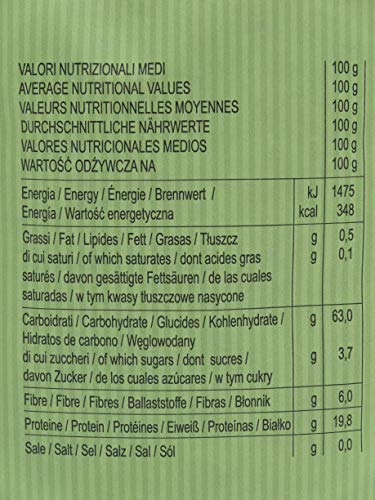 VALORI NUTRIZIONALI MEDI 100 g
AVERAGE NUTRITIONAL VALUES 100 g
VALEURS NUTRITIONNELLES MOYENNES 100 g
DURCHSCHNITTLICHE NÄHRWERTE 100 g
VALORES NUTRICIONALES MEDIOS 100 g
WARTOŚĆ ODŻYWCZA NA 100 g
Energia / Energy / Énergie / Brennwert / kJ 1475
Energia / Wartość energetyczna kcal 348
Grassi / Fat / Lipides / Fett / Grasas / Tłuszcz g 0,5
di cui saturi / of which saturates / dont acides gras g 0,1
saturés / davon gesättigte Fettsäuren / de las cuales
saturadas / w tym kwasy tłuszczowe nasycone
Carboidrati / Carbohydrate / Glucides / Kohlenhydrate / g 63,0
Hidratos de carbono / Węglowodany
di cui zuccheri / of which sugars / dont sucres / g 3,7
davon Zucker / de los cuales azúcares / w tym cukry
Fibre / Fibre / Fibres / Ballaststoffe / Fibras / Błonnik g 6,0
Proteine / Protein / Protéines / Eiweiß / Proteínas / Białko g 19,8
Sale / Salt / Sel / Salz / Sal / Sól g 0,0